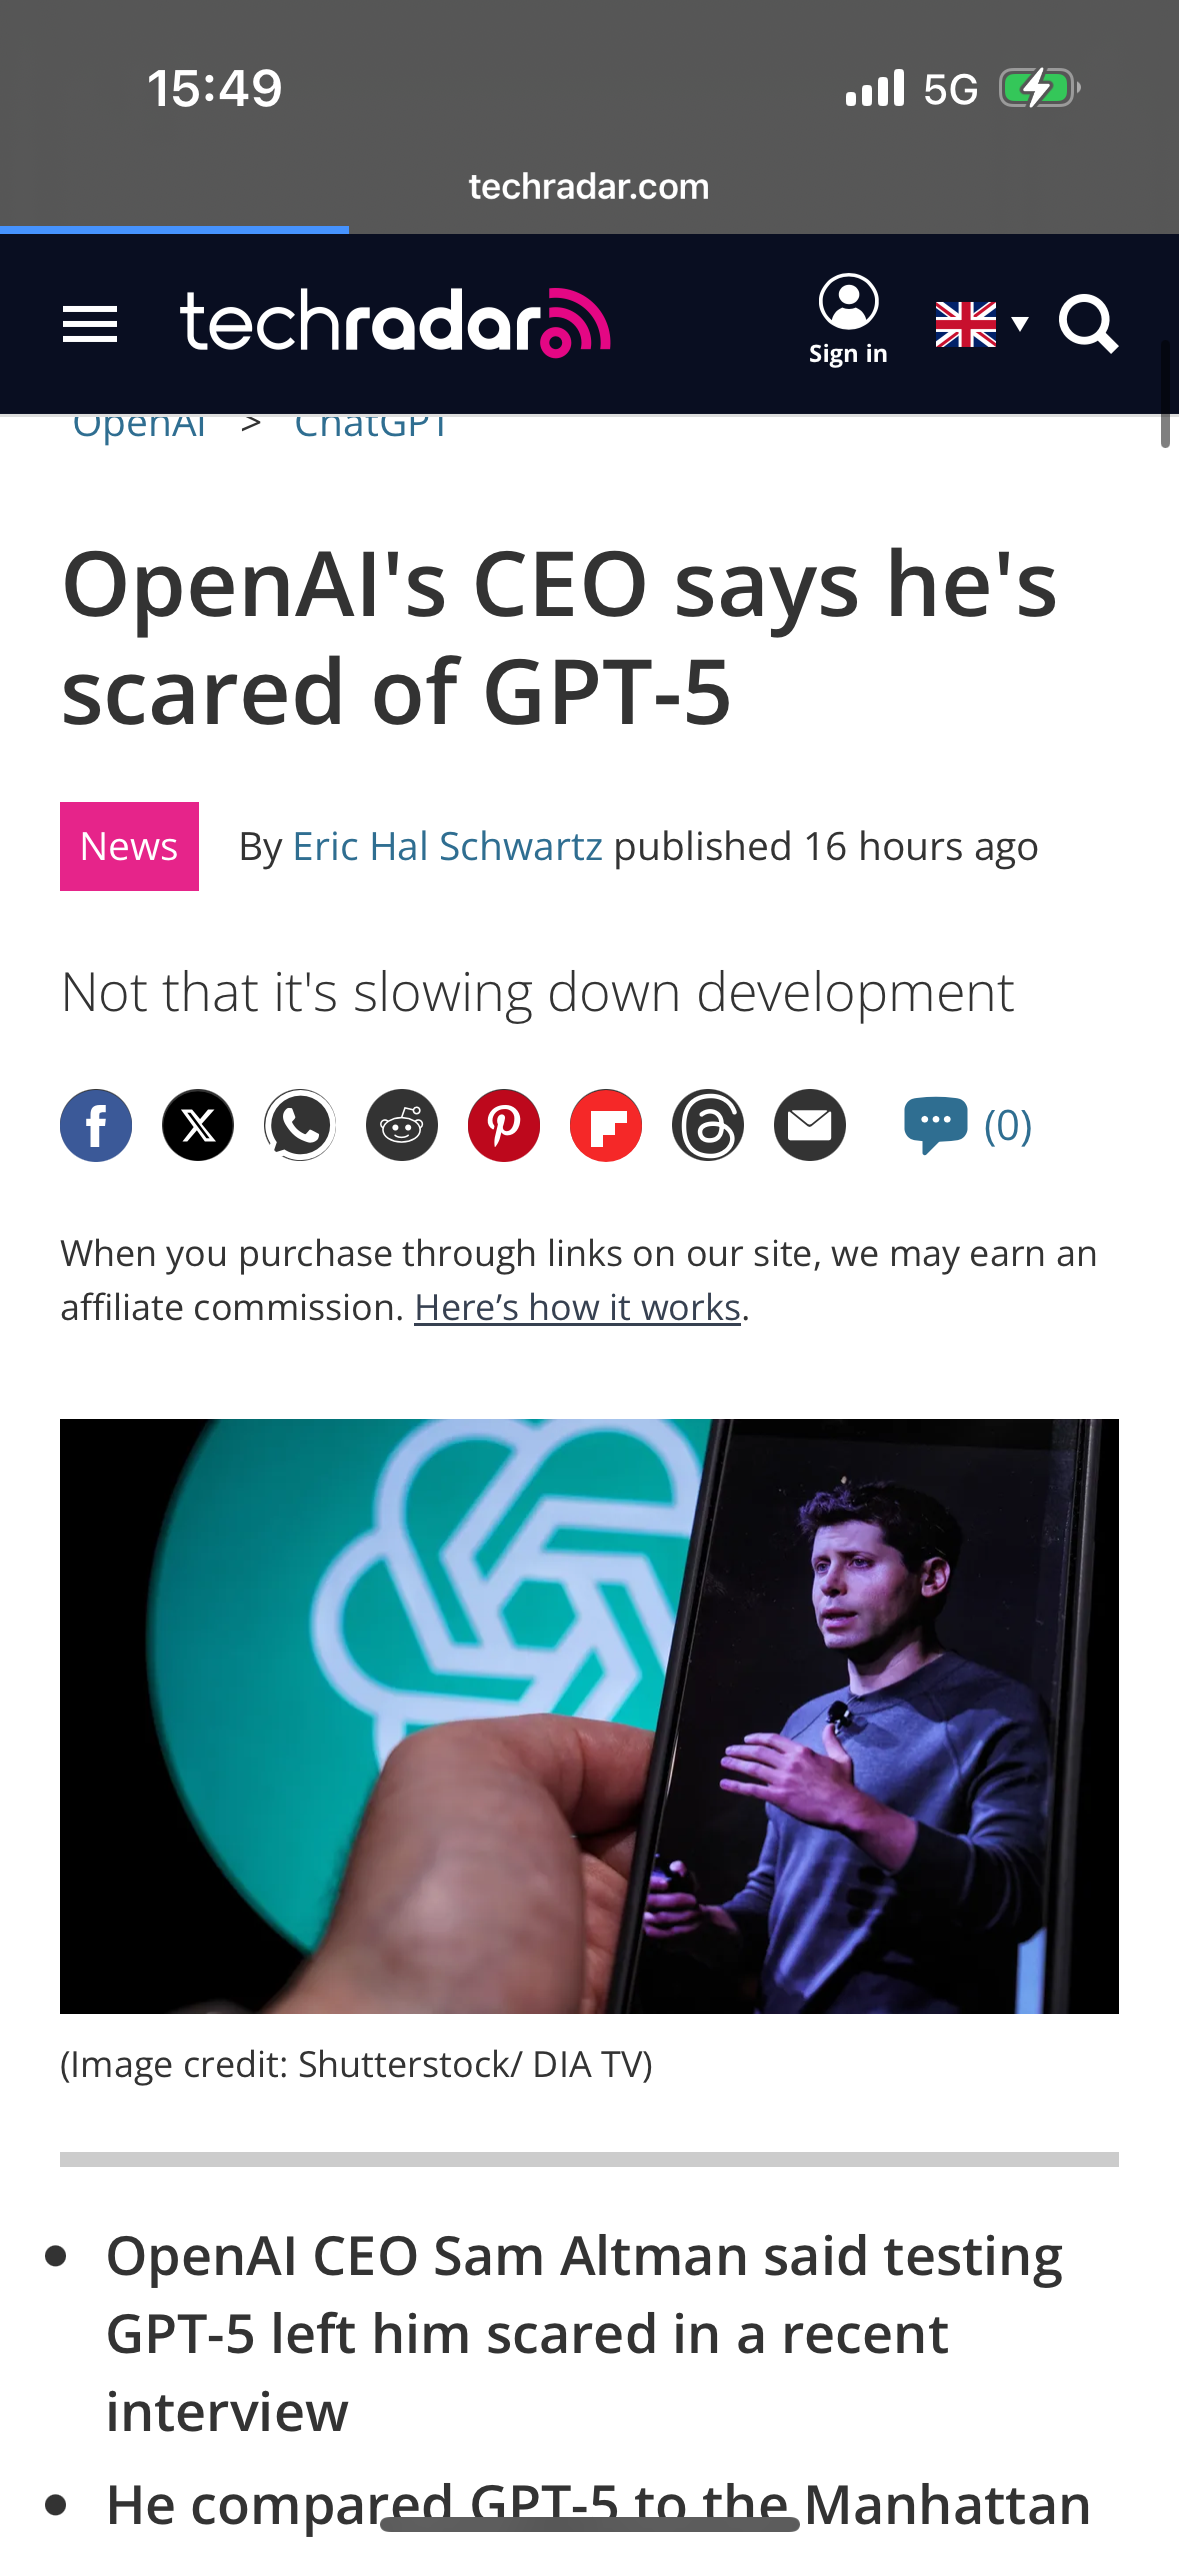 15:49
5G
techradar.com
techradar
Sign in
OpenAI > ChatGPT
OpenAI's CEO says he's
scared of GPT-5
News
By Eric Hal Schwartz published 16 hours ago
Not that it's slowing down development
(0)
When you purchase through links on our site, we may earn an
affiliate commission. Here’s how it works.
(Image credit: Shutterstock/ DIA TV)
• OpenAI CEO Sam Altman said testing
GPT-5 left him scared in a recent
interview
• He compared GPT-5 to the Manhattan